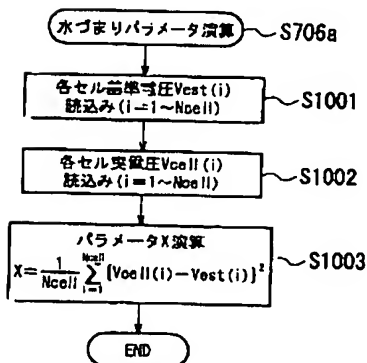 水づまりパラメータ演算
S706a
各セル基準電圧Vest(i)
読込み(i=1~Ncell)
S1001
各セル実電圧Vcell(i)
読込み(i=1~Ncell)
S1002
パラメータX演算
X=1/Ncell Ncell Σ i=1 {Vcell(i)-Vest(i)}²
S1003
END